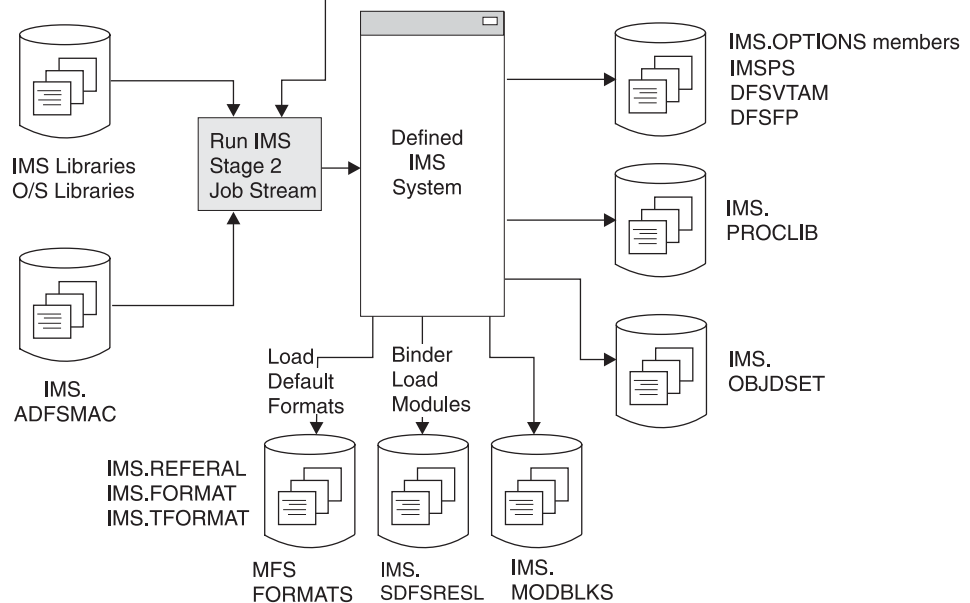 IMS Libraries
O/S Libraries
Run IMS
Stage 2
Job Stream
IMS.
ADFSMAC
Defined
IMS
System
IMS.OPTIONS members
IMSPS
DFSVTAM
DFSFP
IMS.
PROCLIB
IMS.
OBJDSET
Load
Default
Formats
Binder
Load
Modules
IMS.REFERAL
IMS.FORMAT
IMS.TFORMAT
MFS
FORMATS
IMS.
SDFSRESL
IMS.
MODBLKS